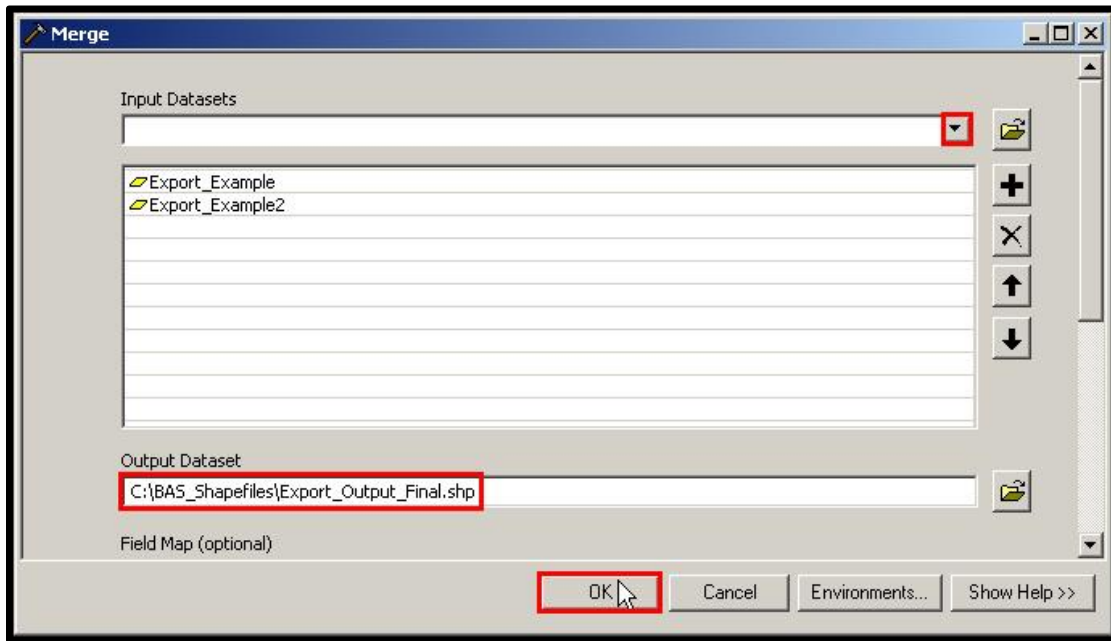 Merge
Input Datasets
Export_Example
Export_Example2
Output Dataset
C:\BAS_Shapefiles\Export_Output_Final.shp
Field Map (optional)
OK Cancel Environments... Show Help >>